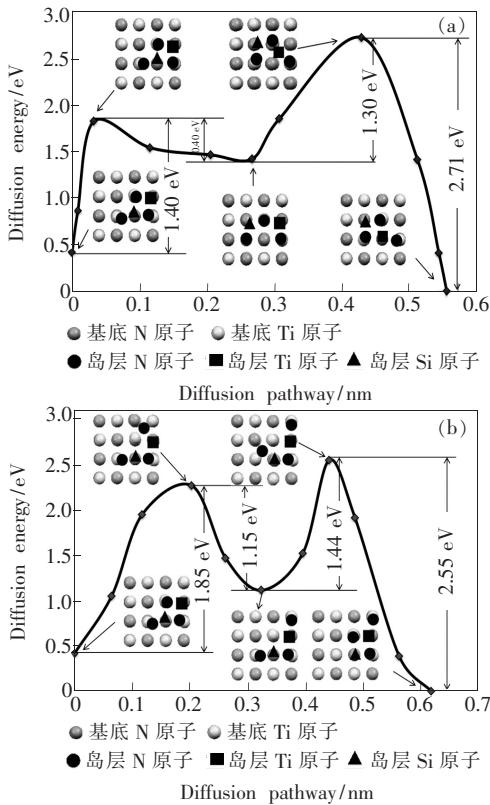 (a)
3.0
2.5
2.0
1.5
1.0
0.5
0
Diffusion energy/eV
1.40 eV
0.40 eV
1.30 eV
2.71 eV
0 0.1 0.2 0.3 0.4 0.5 0.6
基底 N 原子 基底 Ti 原子
岛层 N 原子 岛层 Ti 原子 岛层 Si 原子
Diffusion pathway/nm
(b)
3.0
2.5
2.0
1.5
1.0
0.5
0
Diffusion energy/eV
1.85 eV
1.15 eV
1.44 eV
2.55 eV
0 0.1 0.2 0.3 0.4 0.5 0.6 0.7
基底 N 原子 基底 Ti 原子
岛层 N 原子 岛层 Ti 原子 岛层 Si 原子
Diffusion pathway/nm